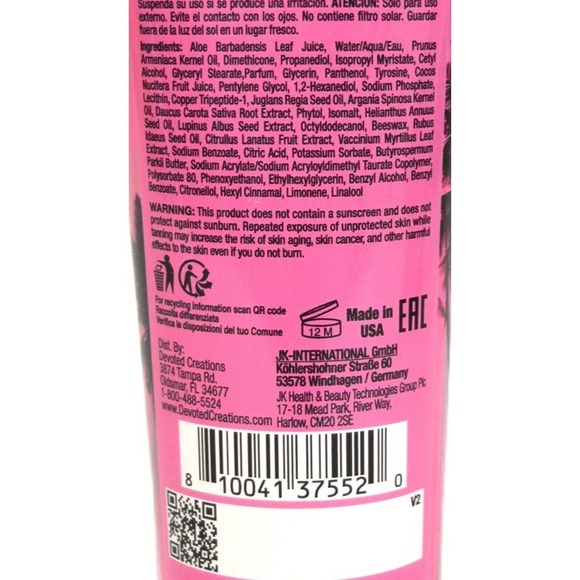 Suspenda su uso si se produce una irritación. ATENCIÓN: Solo para uso
externo. Evite el contacto con los ojos. No contiene filtro solar. Guardar
fuera de la luz del sol en un lugar fresco.
Ingredients: Aloe Barbadensis Leaf Juice, Water/Aqua/Eau, Prunus
Armeniaca Kernel Oil, Dimethicone, Propanediol, Isopropyl Myristate, Cetyl
Alcohol, Glyceryl Stearate,Parfum, Glycerin, Panthenol, Tyrosine, Cocos
Nucifera Fruit Juice, Pentylene Glycol, 1,2-Hexanediol, Sodium Phosphate,
Lecithin, Copper Tripeptide-1, Juglans Regia Seed Oil, Argania Spinosa Kernel
Oil, Daucus Carota Sativa Root Extract, Phytol, Isomalt, Helianthus Annuus
Seed Oil, Lupinus Albus Seed Extract, Octyldodecanol, Beeswax, Rubus
Idaeus Seed Oil, Citrullus Lanatus Fruit Extract, Vaccinium Myrtillus Leaf
Extract, Sodium Benzoate, Citric Acid, Potassium Sorbate, Butyrospermum
Parkii Butter, Sodium Acrylate/Sodium Acryloyldimethyl Taurate Copolymer,
Polysorbate 80, Phenoxyethanol, Ethylhexylglycerin, Benzyl Alcohol, Benzyl
Benzoate, Citronellol, Hexyl Cinnamal, Limonene, Linalool
WARNING: This product does not contain a sunscreen and does not
protect against sunburn. Repeated exposure of unprotected skin while
tanning may increase the risk of skin aging, skin cancer, and other harmful
effects to the skin even if you do not burn.
For recycling information scan QR code
Raccolta differenziata
Verifica le disposizioni del tuo Comune
12 M
Made in
USA
EAC
Dist. By:
Devoted Creations
3874 Tampa Rd.
Oldsmar, FL 34677
1-800-488-5524
www.DevotedCreations.com
JK-INTERNATIONAL GmbH
Köhlershohner Straße 60
53578 Windhagen / Germany
JK Health & Beauty Technologies Group Plc
17-18 Mead Park, River Way,
Harlow, CM20 2SE
8 10041 37552 0
V2